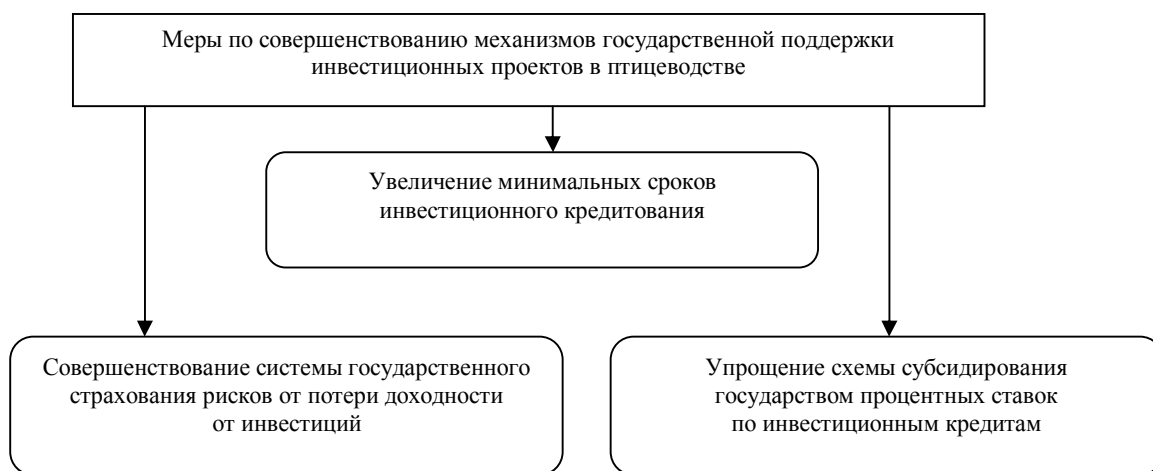 Меры по совершенствованию механизмов государственной поддержки
инвестиционных проектов в птицеводстве
Увеличение минимальных сроков
инвестиционного кредитования
Совершенствование системы государственного
страхования рисков от потери доходности
от инвестиций
Упрощение схемы субсидирования
государством процентных ставок
по инвестиционным кредитам